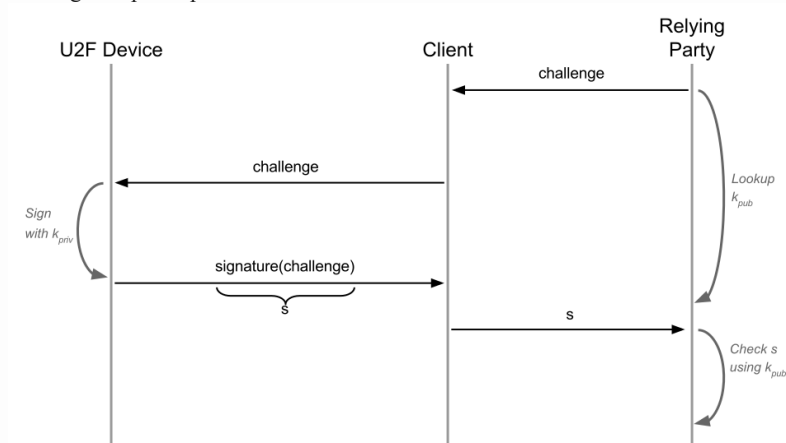 U2F Device
Client
Relying
Party
challenge
challenge
Lookup
k_pub
Sign
with k_priv
signature(challenge)
s
s
Check s
using k_pub